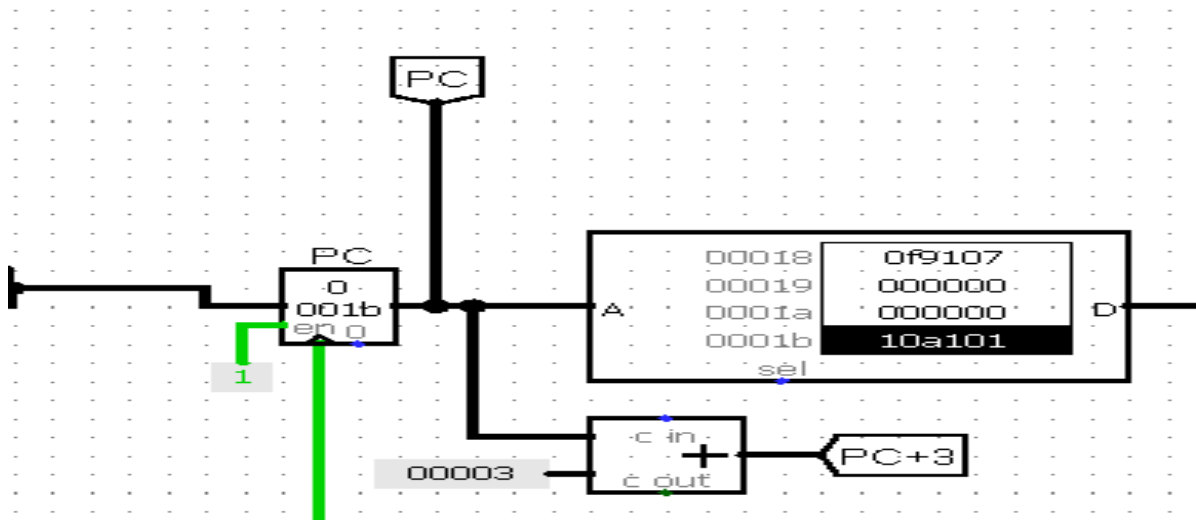 PC
PC
0
001b
en 0
1
00018 0f9107
00019 000000
0001a 000000
0001b 10a101
A
D
sel
c in
+
c out
00003
PC+3